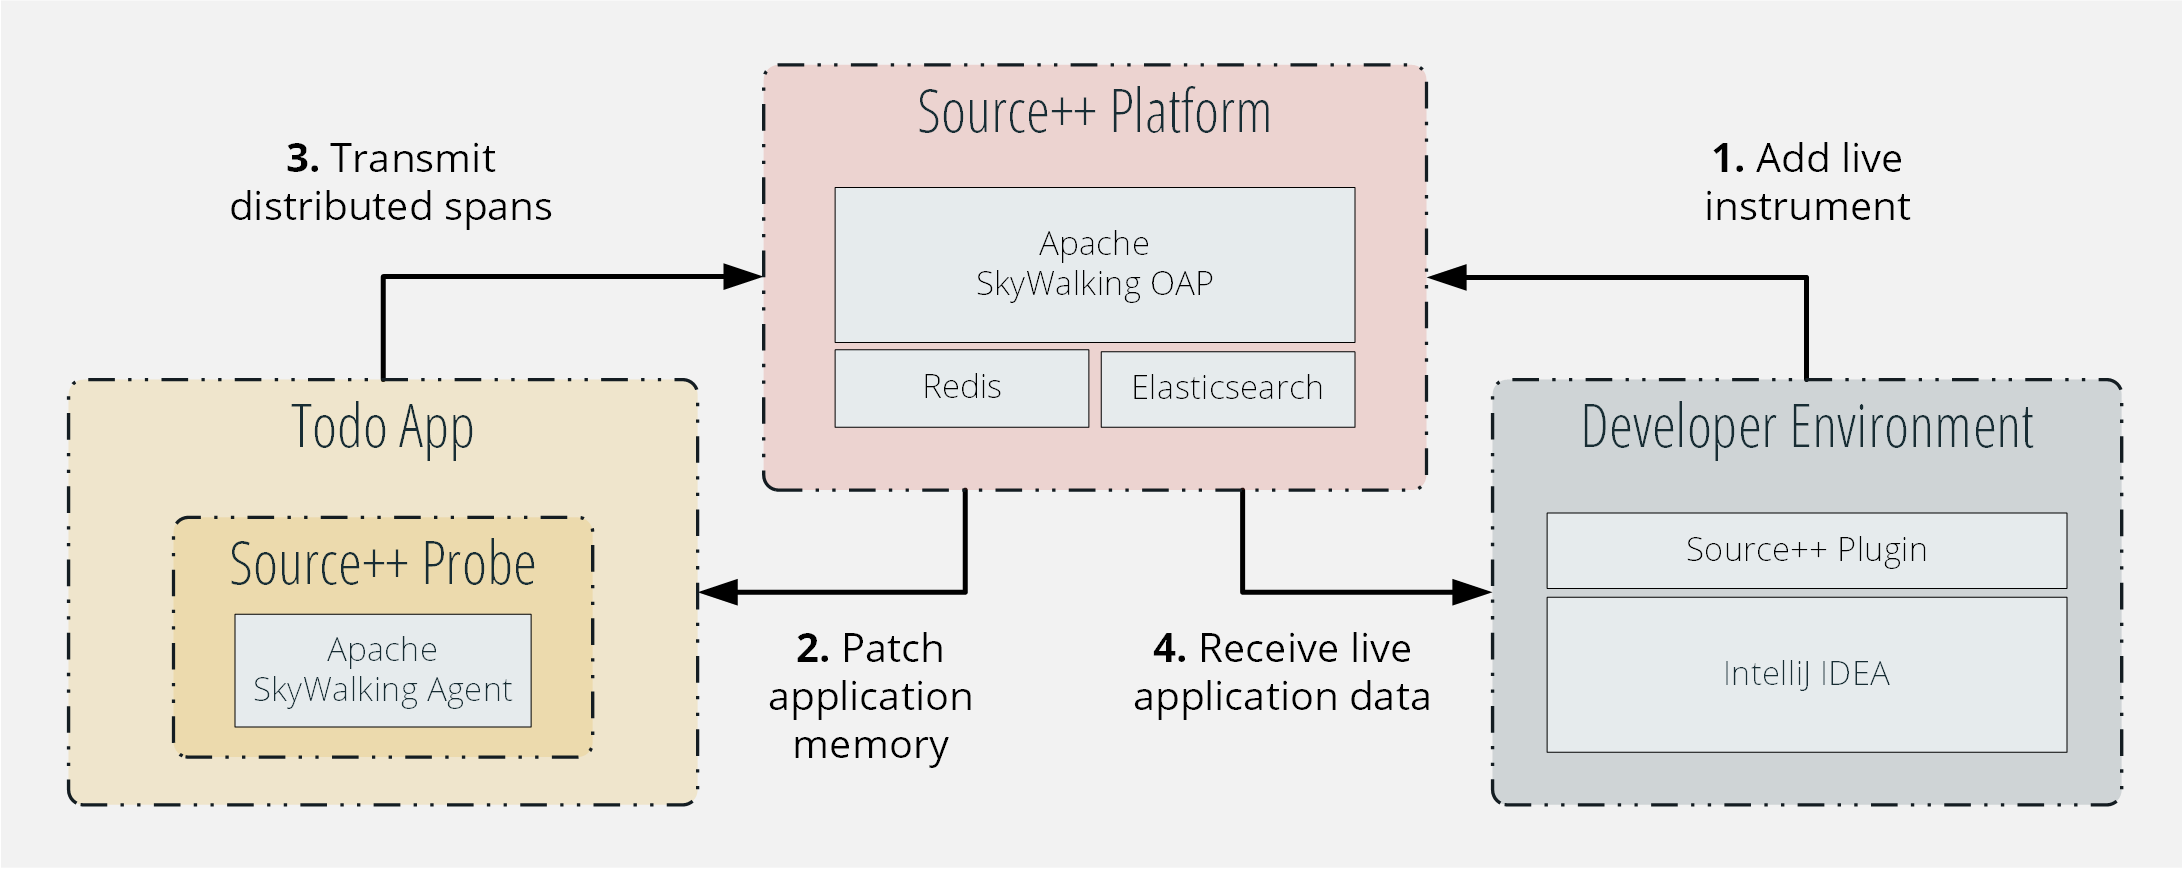 Source++ Platform
Apache
SkyWalking OAP
Redis
Elasticsearch
3. Transmit
distributed spans
1. Add live
instrument
Todo App
Source++ Probe
Apache
SkyWalking Agent
Developer Environment
Source++ Plugin
IntelliJ IDEA
2. Patch
application
memory
4. Receive live
application data